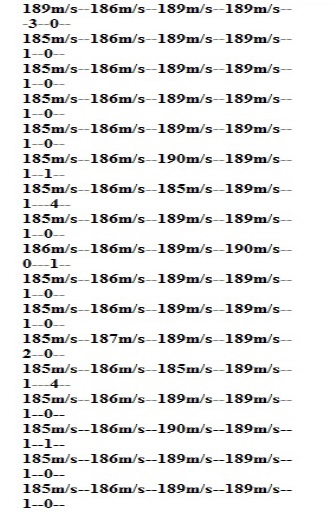 189m/s--186m/s--189m/s--189m/s--
-3--0--
185m/s--186m/s--189m/s--189m/s--
1--0--
185m/s--186m/s--189m/s--189m/s--
1--0--
185m/s--186m/s--189m/s--189m/s--
1--0--
185m/s--186m/s--189m/s--189m/s--
1--0--
185m/s--186m/s--190m/s--189m/s--
1--1--
185m/s--186m/s--185m/s--189m/s--
1---4--
185m/s--186m/s--189m/s--189m/s--
1--0--
186m/s--186m/s--189m/s--190m/s--
0---1--
185m/s--186m/s--189m/s--189m/s--
1--0--
185m/s--186m/s--189m/s--189m/s--
1--0--
185m/s--187m/s--189m/s--189m/s--
2--0--
185m/s--186m/s--185m/s--189m/s--
1---4--
185m/s--186m/s--189m/s--189m/s--
1--0--
185m/s--186m/s--190m/s--189m/s--
1--1--
185m/s--186m/s--189m/s--189m/s--
1--0--
185m/s--186m/s--189m/s--189m/s--
1--0--